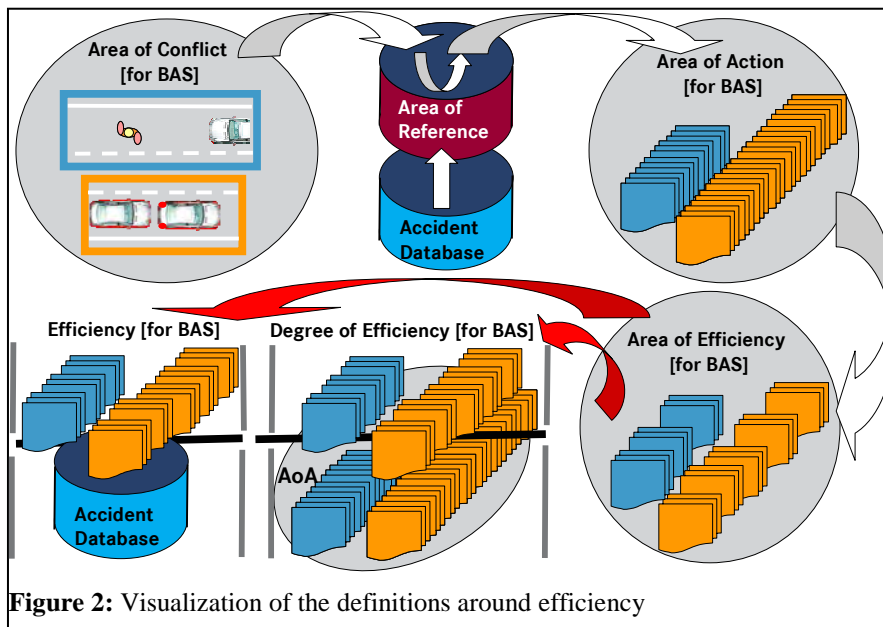 Area of Conflict
[for BAS]
Area of
Reference
Accident
Database
Area of Action
[for BAS]
Efficiency [for BAS]
Degree of Efficiency [for BAS]
Area of Efficiency
[for BAS]
AoA
Accident
Database
Figure 2: Visualization of the definitions around efficiency